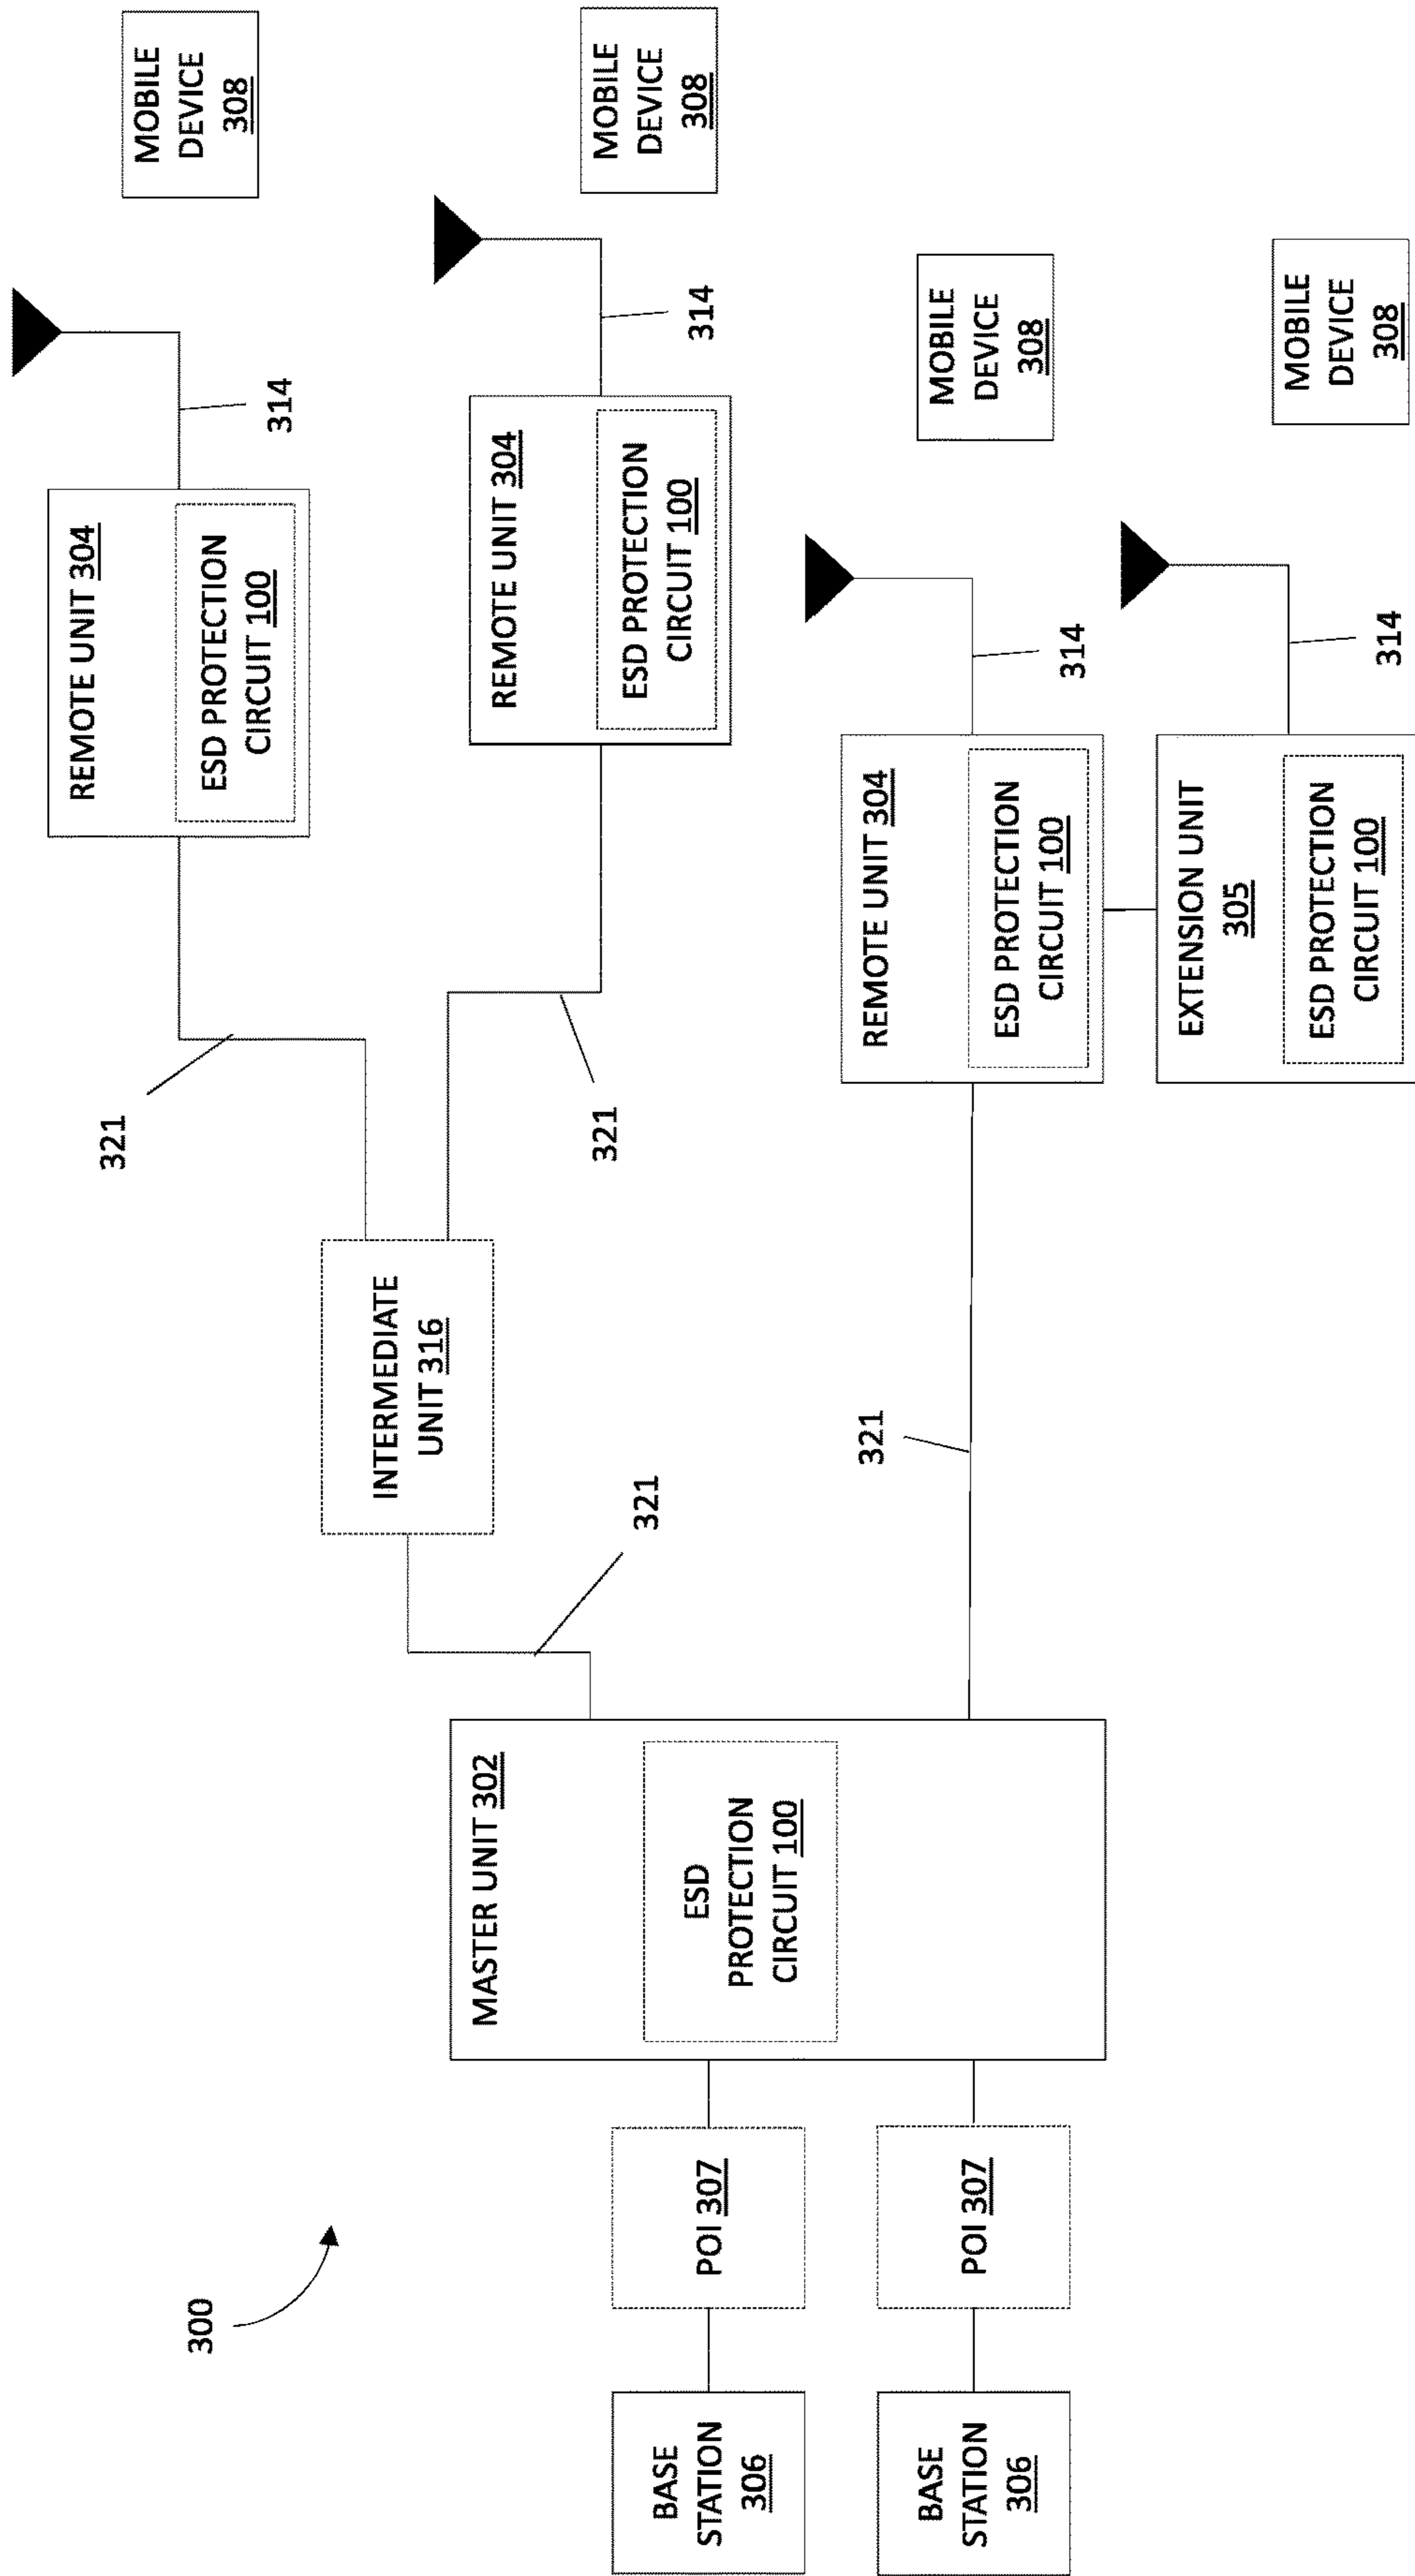 300
BASE
STATION
306
BASE
STATION
306
POI 307
POI 307
MASTER UNIT 302
ESD
PROTECTION
CIRCUIT 100
321
321
INTERMEDIATE
UNIT 316
321
321
REMOTE UNIT 304
ESD PROTECTION
CIRCUIT 100
314
MOBILE
DEVICE
308
REMOTE UNIT 304
ESD PROTECTION
CIRCUIT 100
314
MOBILE
DEVICE
308
REMOTE UNIT 304
ESD PROTECTION
CIRCUIT 100
314
MOBILE
DEVICE
308
EXTENSION UNIT
305
ESD PROTECTION
CIRCUIT 100
314
MOBILE
DEVICE
308